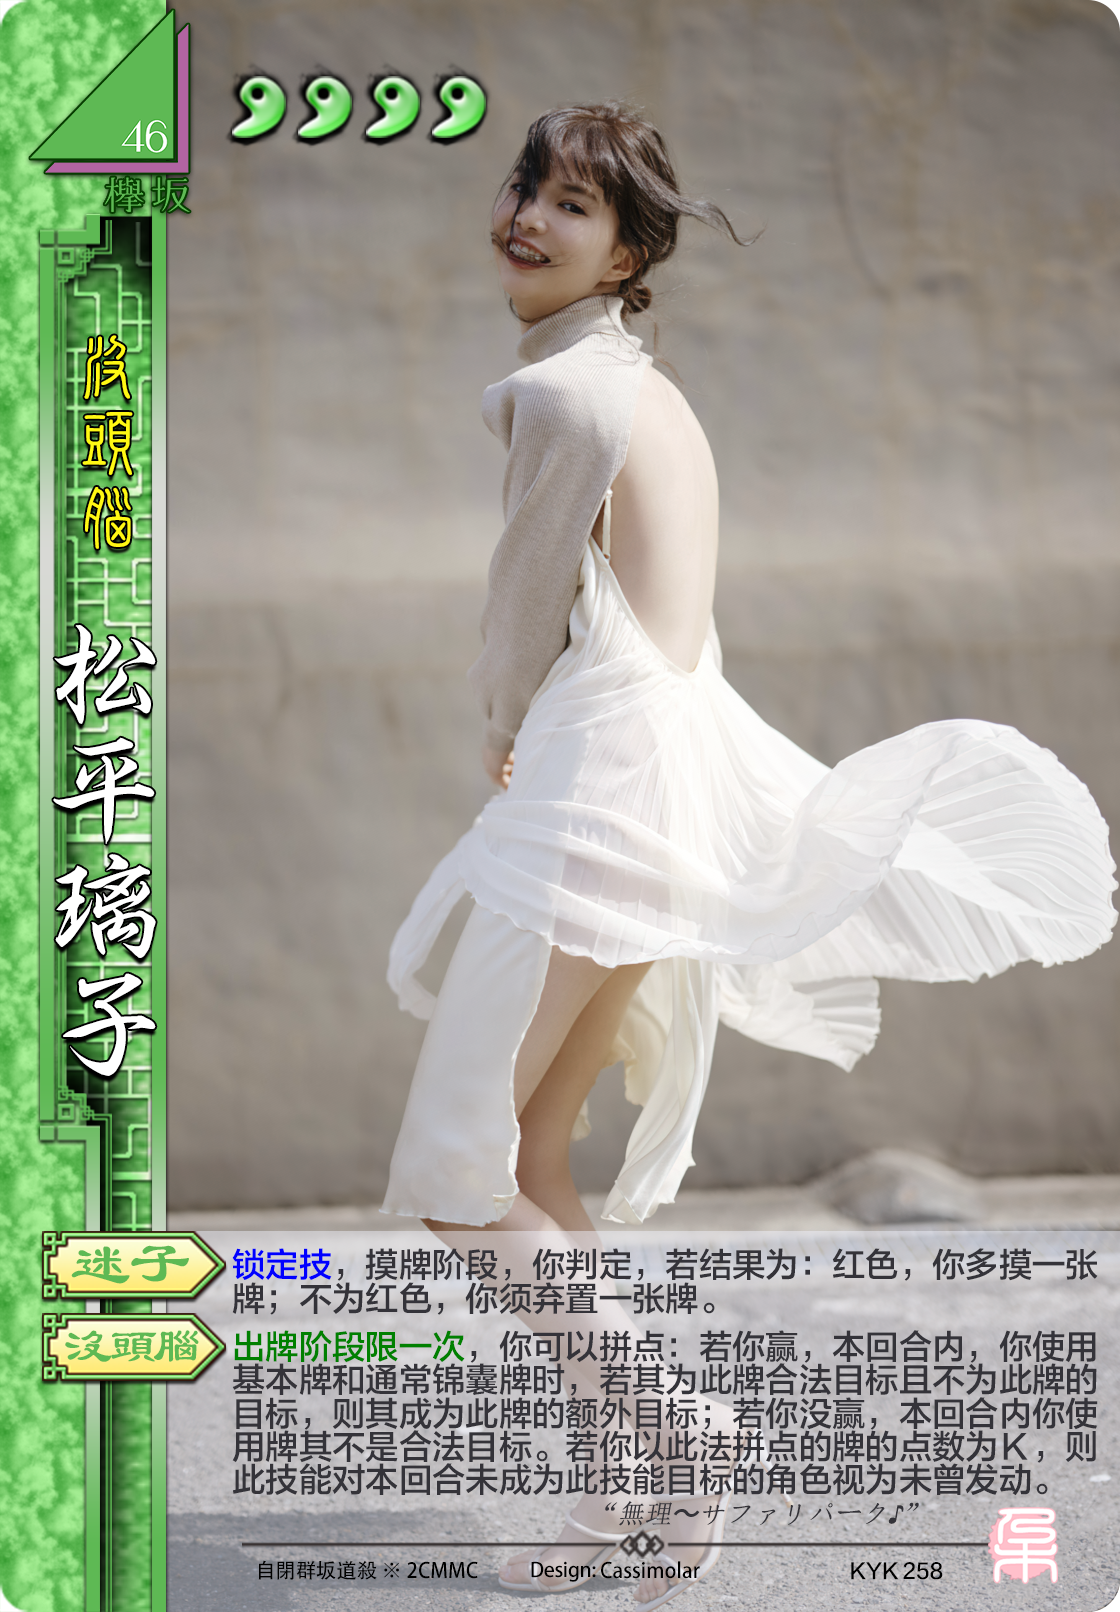 46
欅坂
沒頭腦
松平璃子
迷子
锁定技，摸牌阶段，你判定，若结果为：红色，你多摸一张
牌；不为红色，你须弃置一张牌。
沒頭腦
出牌阶段限一次，你可以拼点：若你赢，本回合内，你使用
基本牌和通常锦囊牌时，若其为此牌合法目标且不为此牌的
目标，则其成为此牌的额外目标；若你没赢，本回合内你使
用牌其不是合法目标。若你以此法拼点的牌的点数为K，则
此技能对本回合未成为此技能目标的角色视为未曾发动。
“無理～サファリパーク♪”
自閉群坂道殺 ※ 2CMMC Design: Cassimolar KYK 258